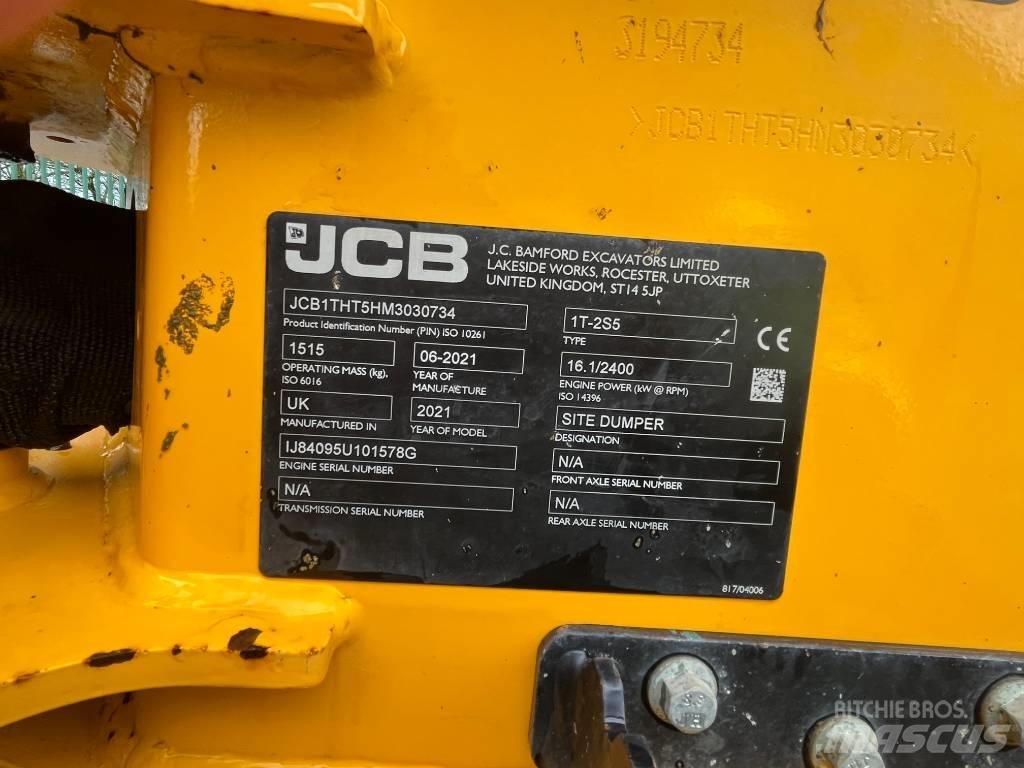 3194734
>JCB1THT5HM3030734<
JCB
J.C. BAMFORD EXCAVATORS LIMITED
LAKESIDE WORKS, ROCESTER, UTTOXETER
UNITED KINGDOM, ST14 5JP
JCB1THT5HM3030734
Product Identification Number (PIN) ISO 10261
1T-2S5
TYPE
CE
1515
OPERATING MASS (kg),
ISO 6016
06-2021
YEAR OF
MANUFACTURE
16.1/2400
ENGINE POWER (kW @ RPM)
ISO 14396
UK
MANUFACTURED IN
2021
YEAR OF MODEL
SITE DUMPER
DESIGNATION
IJ84095U101578G
ENGINE SERIAL NUMBER
N/A
FRONT AXLE SERIAL NUMBER
N/A
TRANSMISSION SERIAL NUMBER
N/A
REAR AXLE SERIAL NUMBER
817/04006
RITCHIE BROS.
MASCUS